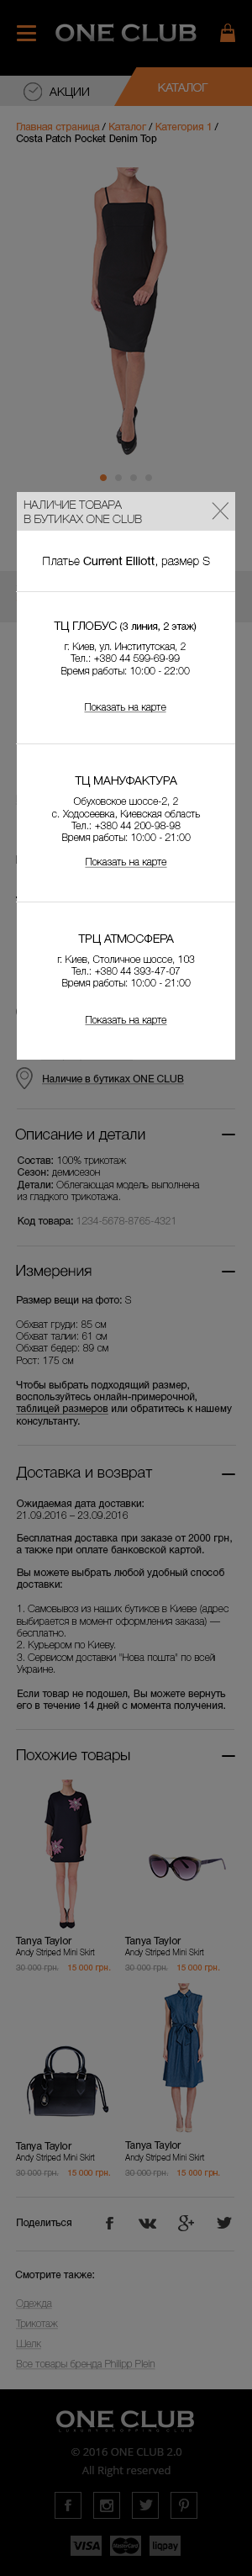 ONE CLUB
АКЦИИ
КАТАЛОГ
Главная страница / Каталог / Категория 1 /
Costa Patch Pocket Denim Top
НАЛИЧИЕ ТОВАРА
В БУТИКАХ ONE CLUB
Платье Current Elliott, размер S
ТЦ ГЛОБУС (3 линия, 2 этаж)
г. Киев, ул. Институтская, 2
Тел.: +380 44 599-69-99
Время работы: 10:00 - 22:00
Показать на карте
ТЦ МАНУФАКТУРА
Обуховское шоссе-2, 2
с. Ходосеевка, Киевская область
Тел.: +380 44 200-98-98
Время работы: 10:00 - 21:00
Показать на карте
ТРЦ АТМОСФЕРА
г. Киев, Столичное шоссе, 103
Тел.: +380 44 393-47-07
Время работы: 10:00 - 21:00
Показать на карте
Наличие в бутиках ONE CLUB
Описание и детали
Состав: 100% трикотаж
Сезон: демисезон
Детали: Облегающая модель выполнена
из гладкого трикотажа.
Код товара: 1234-5678-8765-4321
Измерения
Размер вещи на фото: S
Обхват груди: 85 см
Обхват талии: 61 см
Обхват бедер: 89 см
Рост: 175 см
Чтобы выбрать подходящий размер,
воспользуйтесь онлайн-примерочной,
таблицей размеров или обратитесь к нашему
консультанту.
Доставка и возврат
Ожидаемая дата доставки:
21.09.2016 – 23.09.2016
Бесплатная доставка при заказе от 2000 грн,
а также при оплате банковской картой.
Вы можете выбрать любой удобный способ
доставки:
1. Самовывоз из наших бутиков в Киеве (адрес
выбирается в момент оформления заказа) —
бесплатно.
2. Курьером по Киеву.
3. Сервисом доставки "Нова пошта" по всей
Украине.
Если товар не подошел, Вы можете вернуть
его в течение 14 дней с момента получения.
Похожие товары
Tanya Taylor Tanya Taylor
Andy Striped Mini Skirt Andy Striped Mini Skirt
30 000 грн. 15 000 грн. 30 000 грн. 15 000 грн.
Tanya Taylor Tanya Taylor
Andy Striped Mini Skirt Andy Striped Mini Skirt
30 000 грн. 15 000 грн. 30 000 грн. 15 000 грн.
Поделиться
Смотрите также:
Одежда
Трикотаж
Шелк
Все товары бренда Philipp Plein
ONE CLUB
LUXURY SHOPPING CLUB
© 2016 ONE CLUB 2.0
All Right reserved
VISA MasterCard liqpay